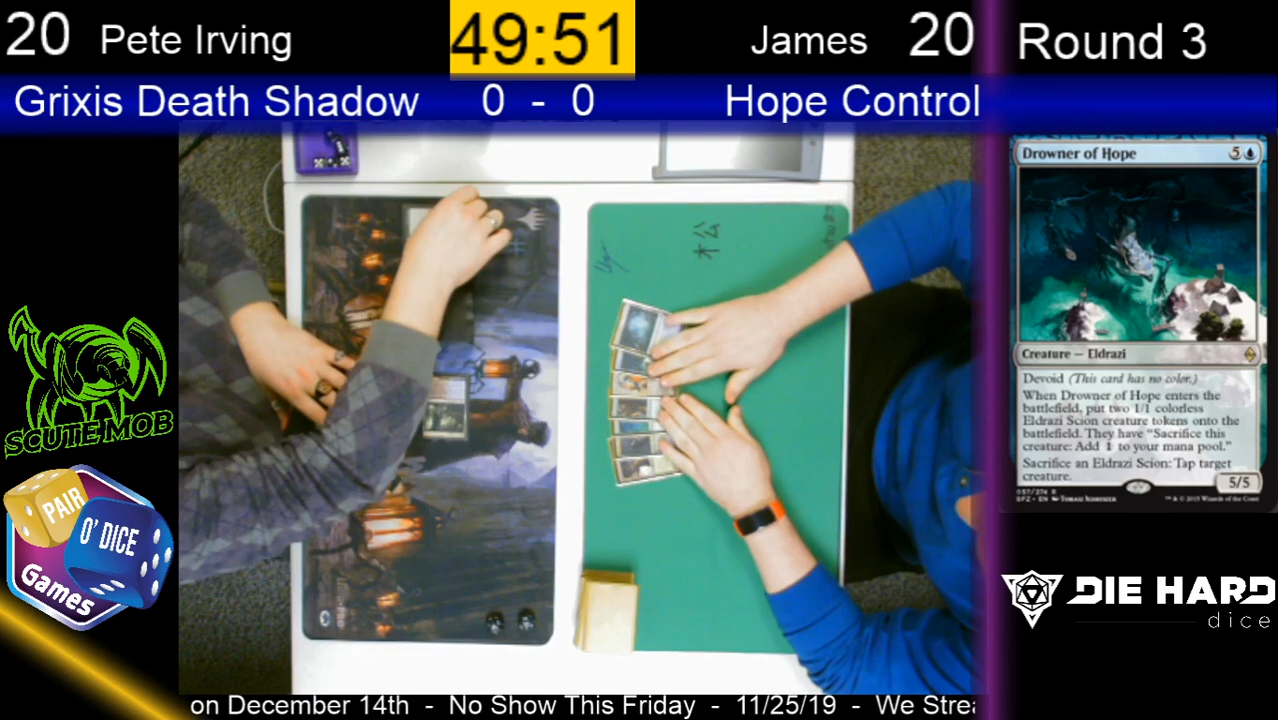 20 Pete Irving 49:51 James 20 Round 3
Grixis Death Shadow 0 - 0 Hope Control
Drowner of Hope 5
Creature — Eldrazi
Devoid (This card has no color.)
When Drowner of Hope enters the
battlefield, put two 1/1 colorless
Eldrazi Scion creature tokens onto the
battlefield. They have “Sacrifice this
creature: Add 1 to your mana pool.”
Sacrifice an Eldrazi Scion: Tap target
creature.
5/5
SCUTE MOB
PAIR
O' DICE
Games
DIE HARD
dice
on December 14th - No Show This Friday - 11/25/19 - We Strea